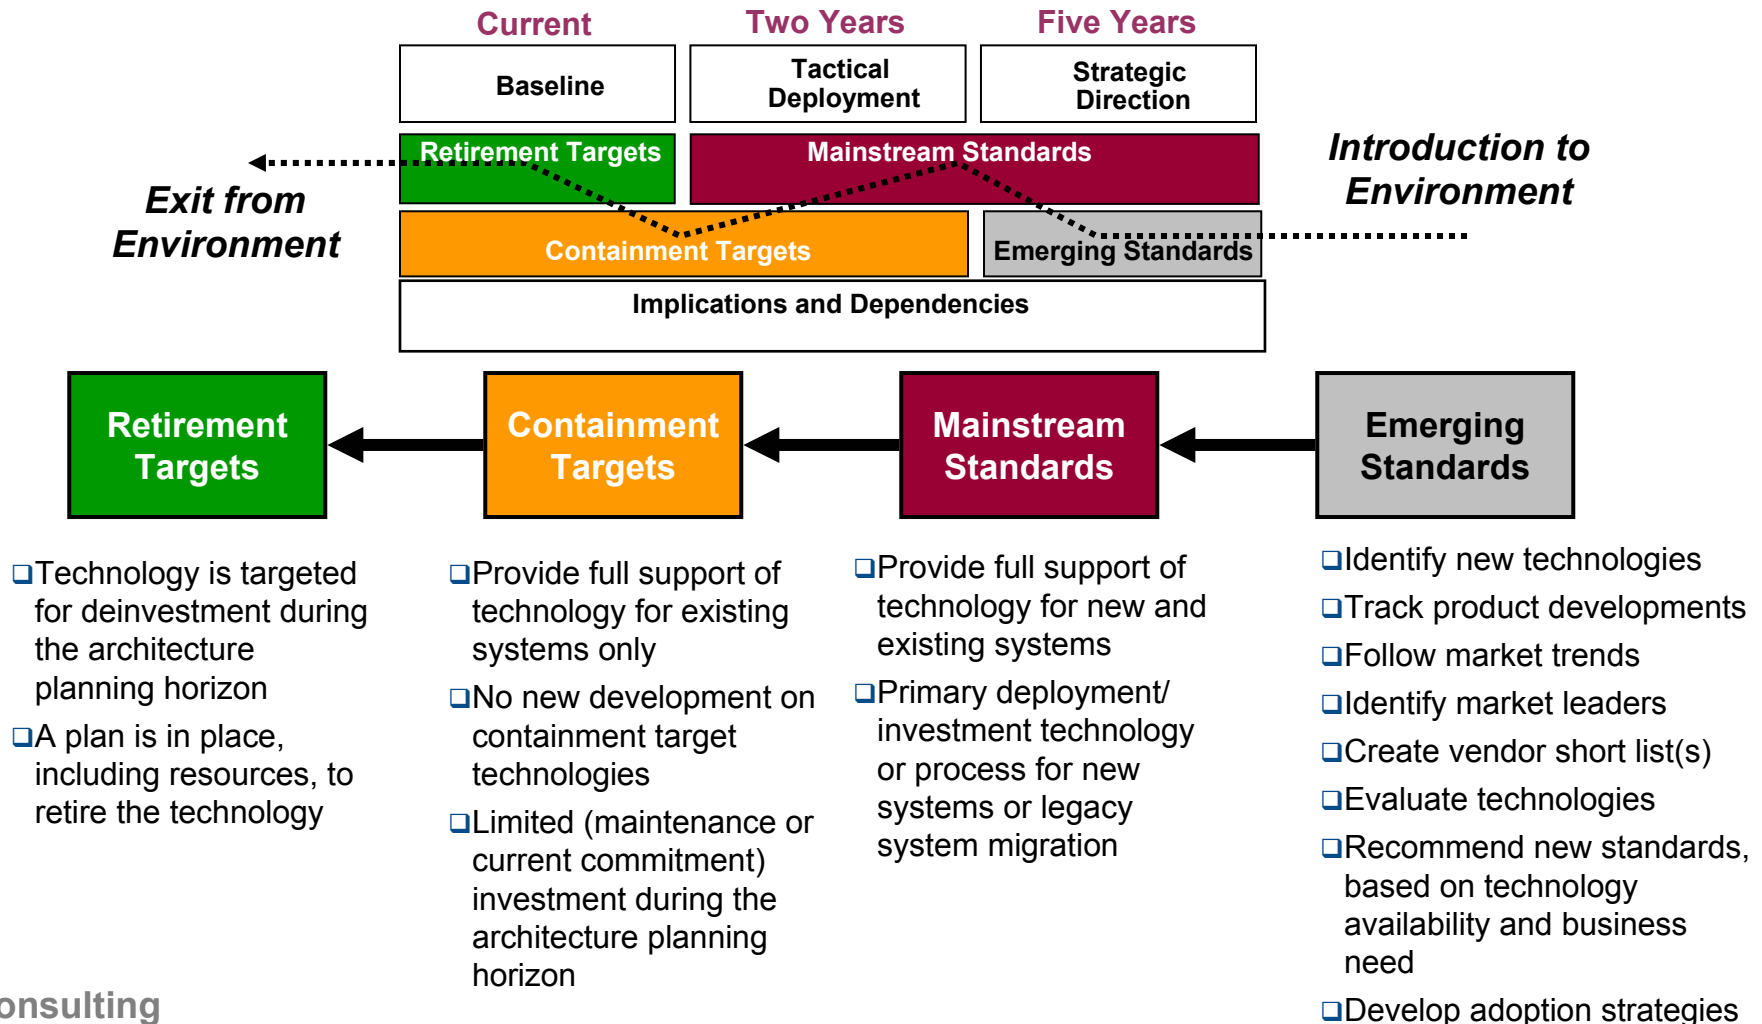 Current
Two Years
Five Years
Baseline
Tactical
Deployment
Strategic
Direction
Retirement Targets
Mainstream Standards
Introduction to
Environment
Exit from
Environment
Containment Targets
Emerging Standards
Implications and Dependencies
Retirement
Targets
Containment
Targets
Mainstream
Standards
Emerging
Standards
Technology is targeted
for deinvestment during
the architecture
planning horizon
A plan is in place,
including resources, to
retire the technology
Provide full support of
technology for existing
systems only
No new development on
containment target
technologies
Limited (maintenance or
current commitment)
investment during the
architecture planning
horizon
Provide full support of
technology for new and
existing systems
Primary deployment/
investment technology
or process for new
systems or legacy
system migration
Identify new technologies
Track product developments
Follow market trends
Identify market leaders
Create vendor short list(s)
Evaluate technologies
Recommend new standards,
based on technology
availability and business
need
Develop adoption strategies
onsulting